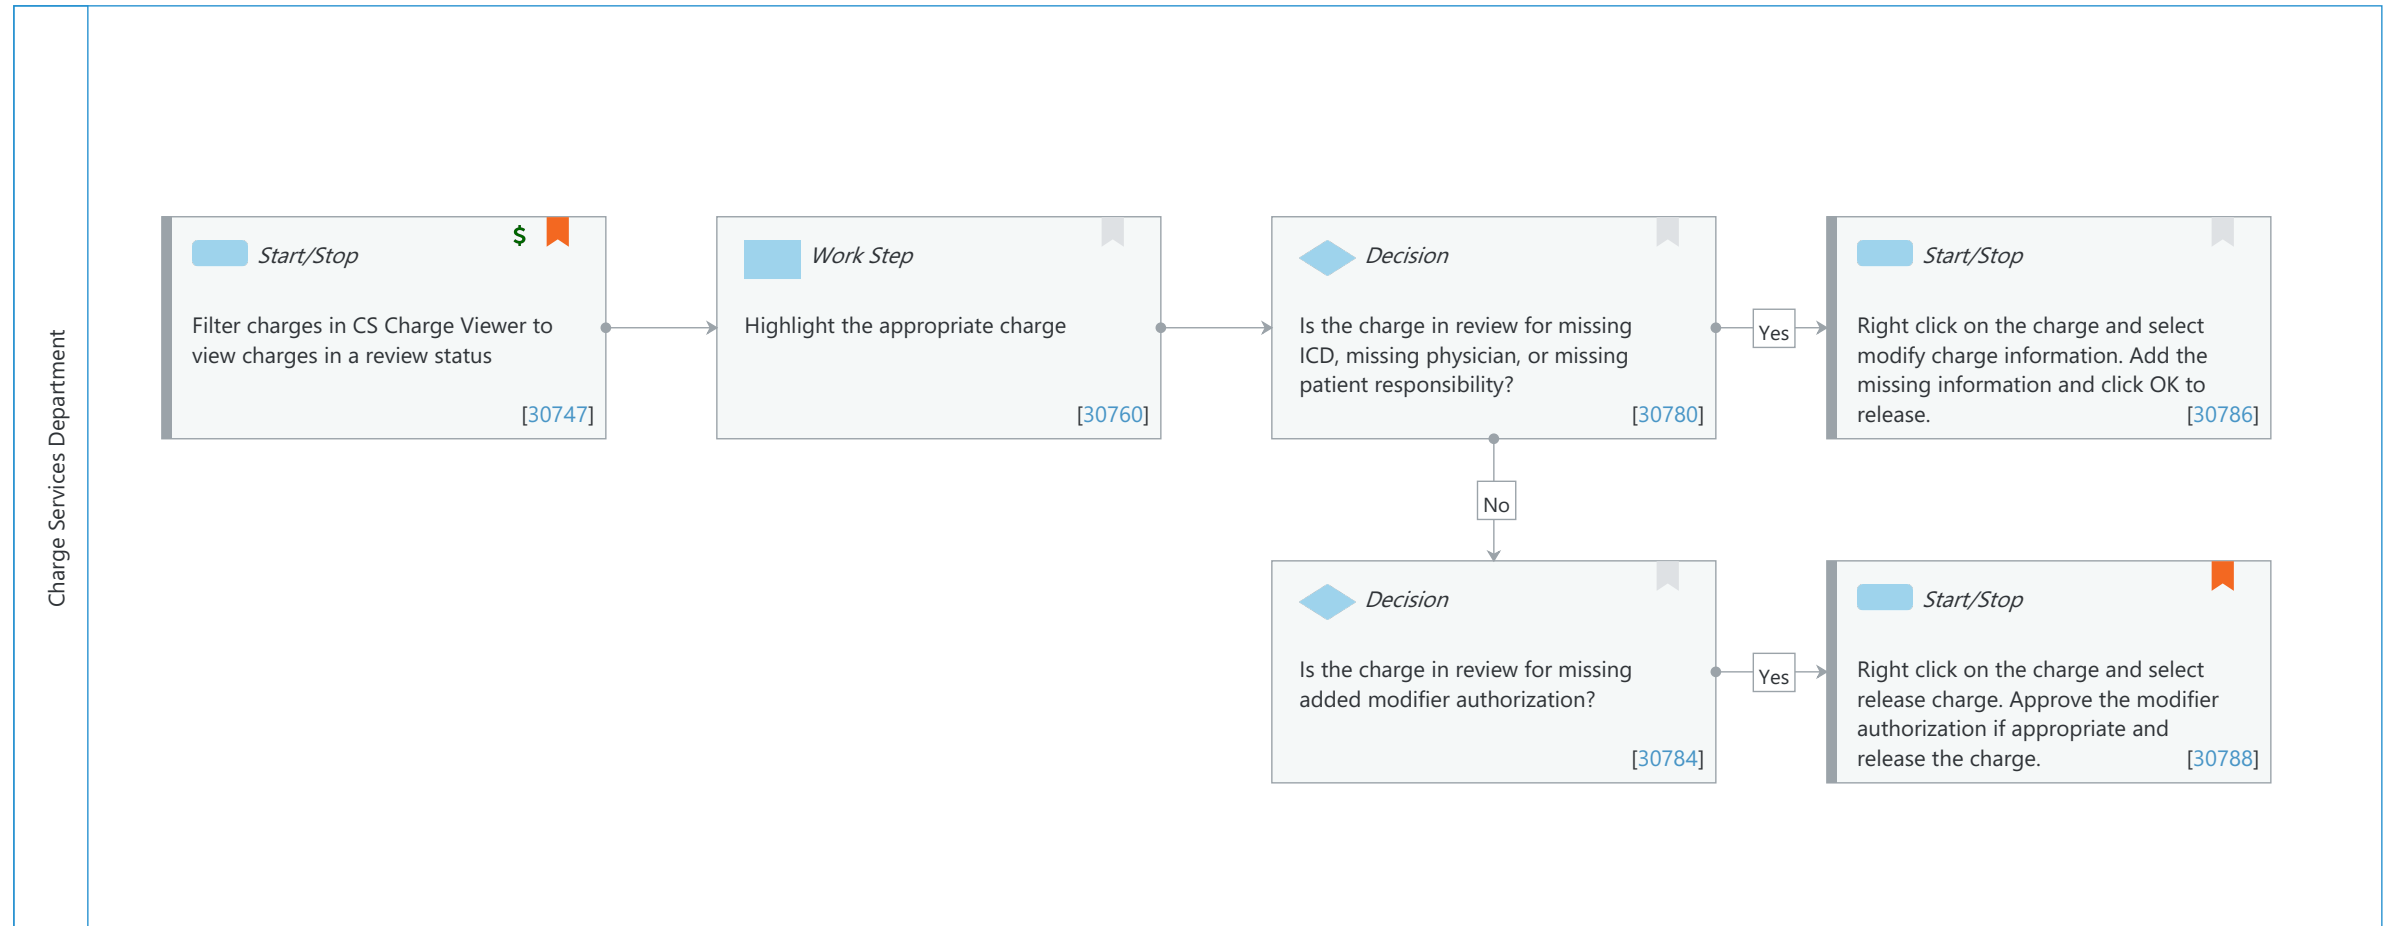 Charge Services Department
$
Start/Stop
Filter charges in CS Charge Viewer to
view charges in a review status
[30747]
Work Step
Highlight the appropriate charge
[30760]
Decision
Is the charge in review for missing
ICD, missing physician, or missing
patient responsibility?
[30780]
Yes
Start/Stop
Right click on the charge and select
modify charge information. Add the
missing information and click OK to
release.
[30786]
No
Decision
Is the charge in review for missing
added modifier authorization?
[30784]
Yes
Start/Stop
Right click on the charge and select
release charge. Approve the modifier
authorization if appropriate and
release the charge.
[30788]